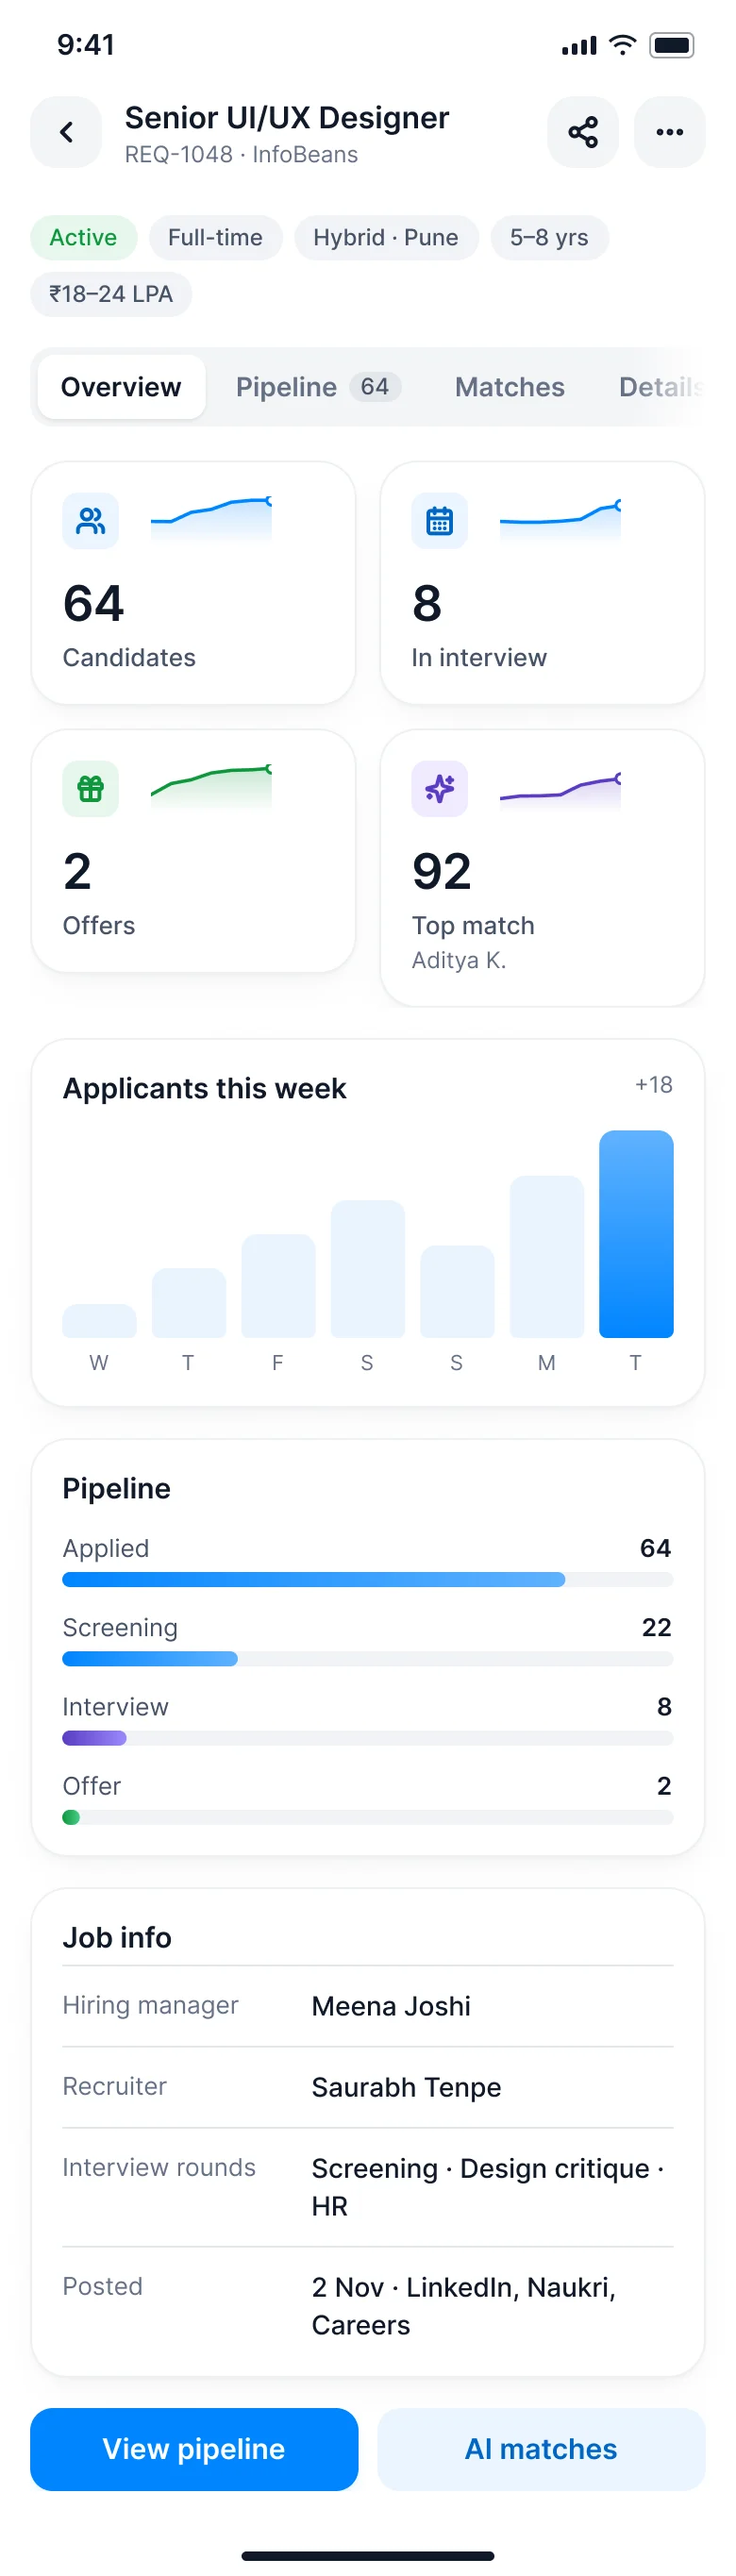 9:41
Senior UI/UX Designer
REQ-1048 · InfoBeans
Active
Full-time
Hybrid · Pune
5–8 yrs
₹18–24 LPA
Overview
Pipeline 64
Matches
Details
64
Candidates
8
In interview
2
Offers
92
Top match
Aditya K.
Applicants this week
+18
W T F S S M T
Pipeline
Applied 64
Screening 22
Interview 8
Offer 2
Job info
Hiring manager Meena Joshi
Recruiter Saurabh Tenpe
Interview rounds Screening · Design critique ·
HR
Posted 2 Nov · LinkedIn, Naukri,
Careers
View pipeline
AI matches